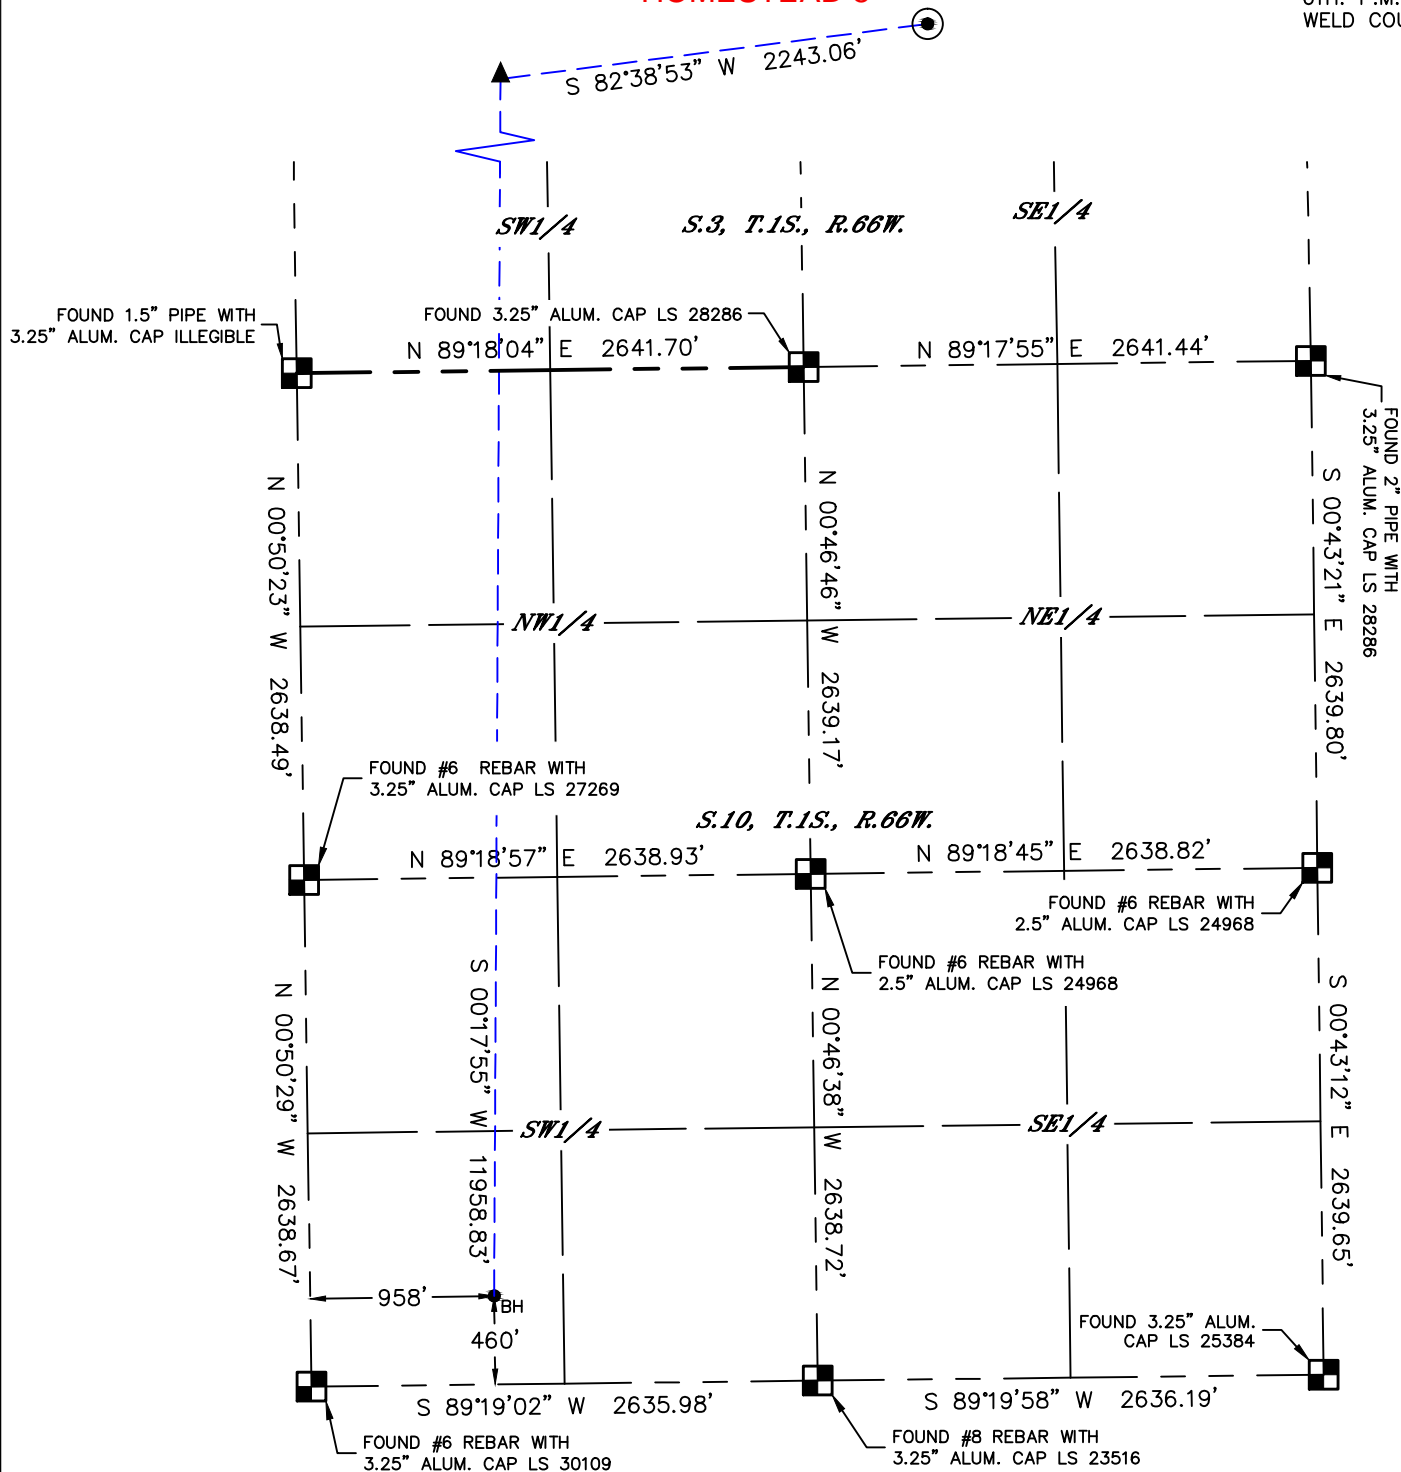 WELD COU
S 82°38'53" W 2243.06'
SW1/4
S.3, T.1S., R.66W.
SE1/4
FOUND 1.5" PIPE WITH
3.25" ALUM. CAP ILLEGIBLE
FOUND 3.25" ALUM. CAP LS 28286
N 89°18'04" E 2641.70'
N 89°17'55" E 2641.44'
FOUND 2" PIPE WITH
3.25" ALUM. CAP LS 28286
N 00°50'23" W 2638.49'
N 00°46'46" W 2639.17'
S 00°43'21" E 2639.80'
NW1/4
NE1/4
FOUND #6 REBAR WITH
3.25" ALUM. CAP LS 27269
S.10, T.1S., R.66W.
N 89°18'57" E 2638.93'
N 89°18'45" E 2638.82'
FOUND #6 REBAR WITH
2.5" ALUM. CAP LS 24968
FOUND #6 REBAR WITH
2.5" ALUM. CAP LS 24968
N 00°50'29" W 2638.67'
S 00°17'55" W 11958.83'
N 00°46'38" W 2638.72'
S 00°43'12" E 2639.65'
SW1/4
SE1/4
958'
BH
460'
FOUND 3.25" ALUM.
CAP LS 25384
S 89°19'02" W 2635.98'
S 89°19'58" W 2636.19'
FOUND #6 REBAR WITH
3.25" ALUM. CAP LS 30109
FOUND #8 REBAR WITH
3.25" ALUM. CAP LS 23516